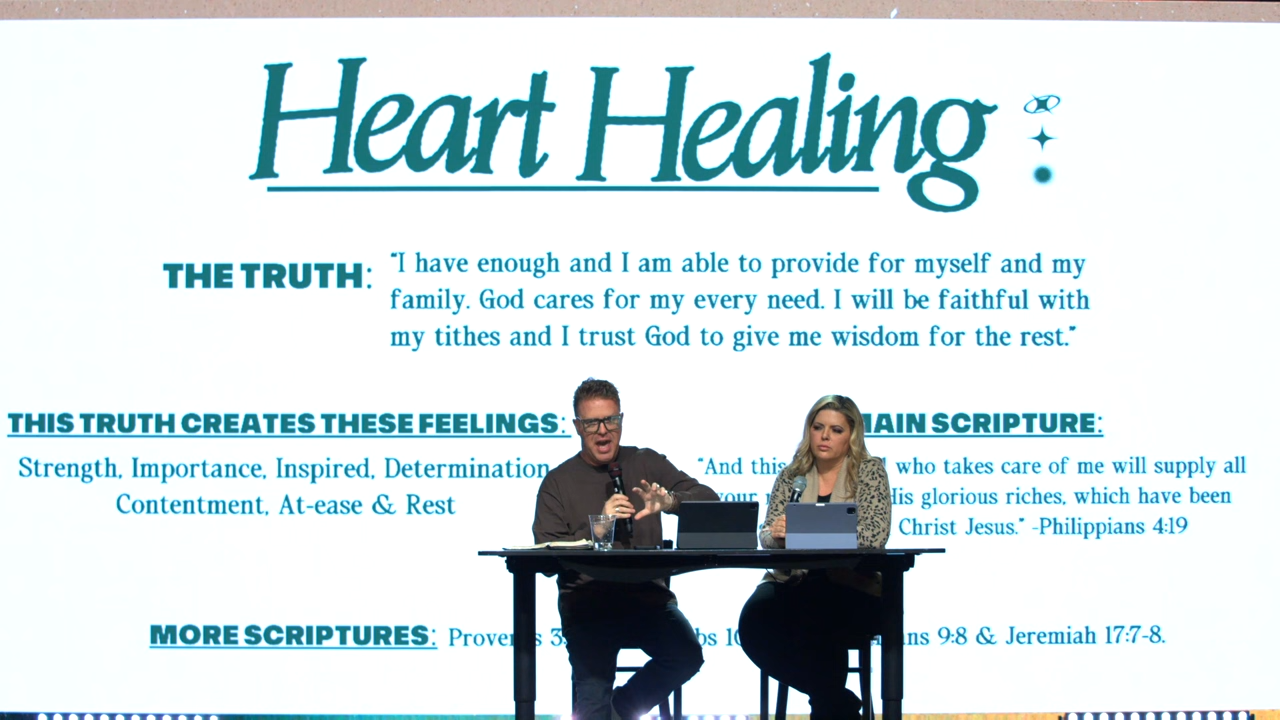 Heart Healing
THE TRUTH:
"I have enough and I am able to provide for myself and my
family. God cares for my every need. I will be faithful with
my tithes and I trust God to give me wisdom for the rest."
THIS TRUTH CREATES THESE FEELINGS:
Strength, Importance, Inspired, Determination
Contentment, At-ease & Rest
MAIN SCRIPTURE:
"And this who takes care of me will supply all
your His glorious riches, which have been
Christ Jesus." -Philippians 4:19
MORE SCRIPTURES: 9:8 & Jeremiah 17:7-8.